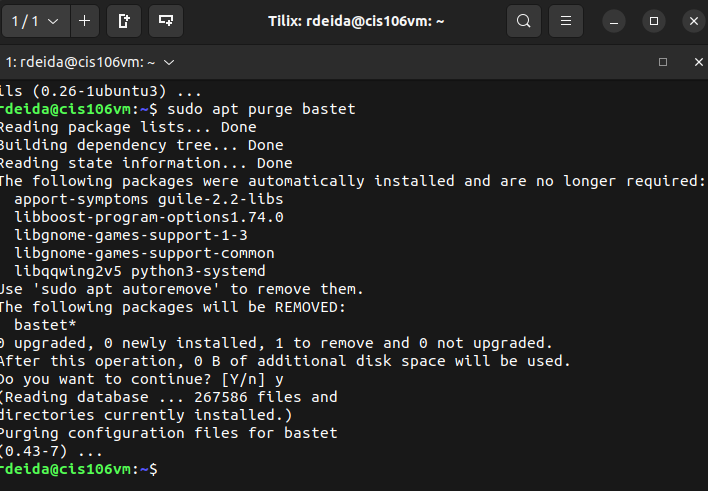 1 / 1
Tilix: rdeida@cis106vm: ~
1: rdeida@cis106vm: ~
ils (0.26-1ubuntu3) ...
rdeida@cis106vm:~$ sudo apt purge bastet
Reading package lists... Done
Building dependency tree... Done
Reading state information... Done
The following packages were automatically installed and are no longer required:
  apport-symptoms guile-2.2-libs
  libboost-program-options1.74.0
  libgnome-games-support-1-3
  libgnome-games-support-common
  libqqwing2v5 python3-systemd
Use 'sudo apt autoremove' to remove them.
The following packages will be REMOVED:
  bastet*
0 upgraded, 0 newly installed, 1 to remove and 0 not upgraded.
After this operation, 0 B of additional disk space will be used.
Do you want to continue? [Y/n] y
(Reading database ... 267586 files and
directories currently installed.)
Purging configuration files for bastet
(0.43-7) ...
rdeida@cis106vm:~$